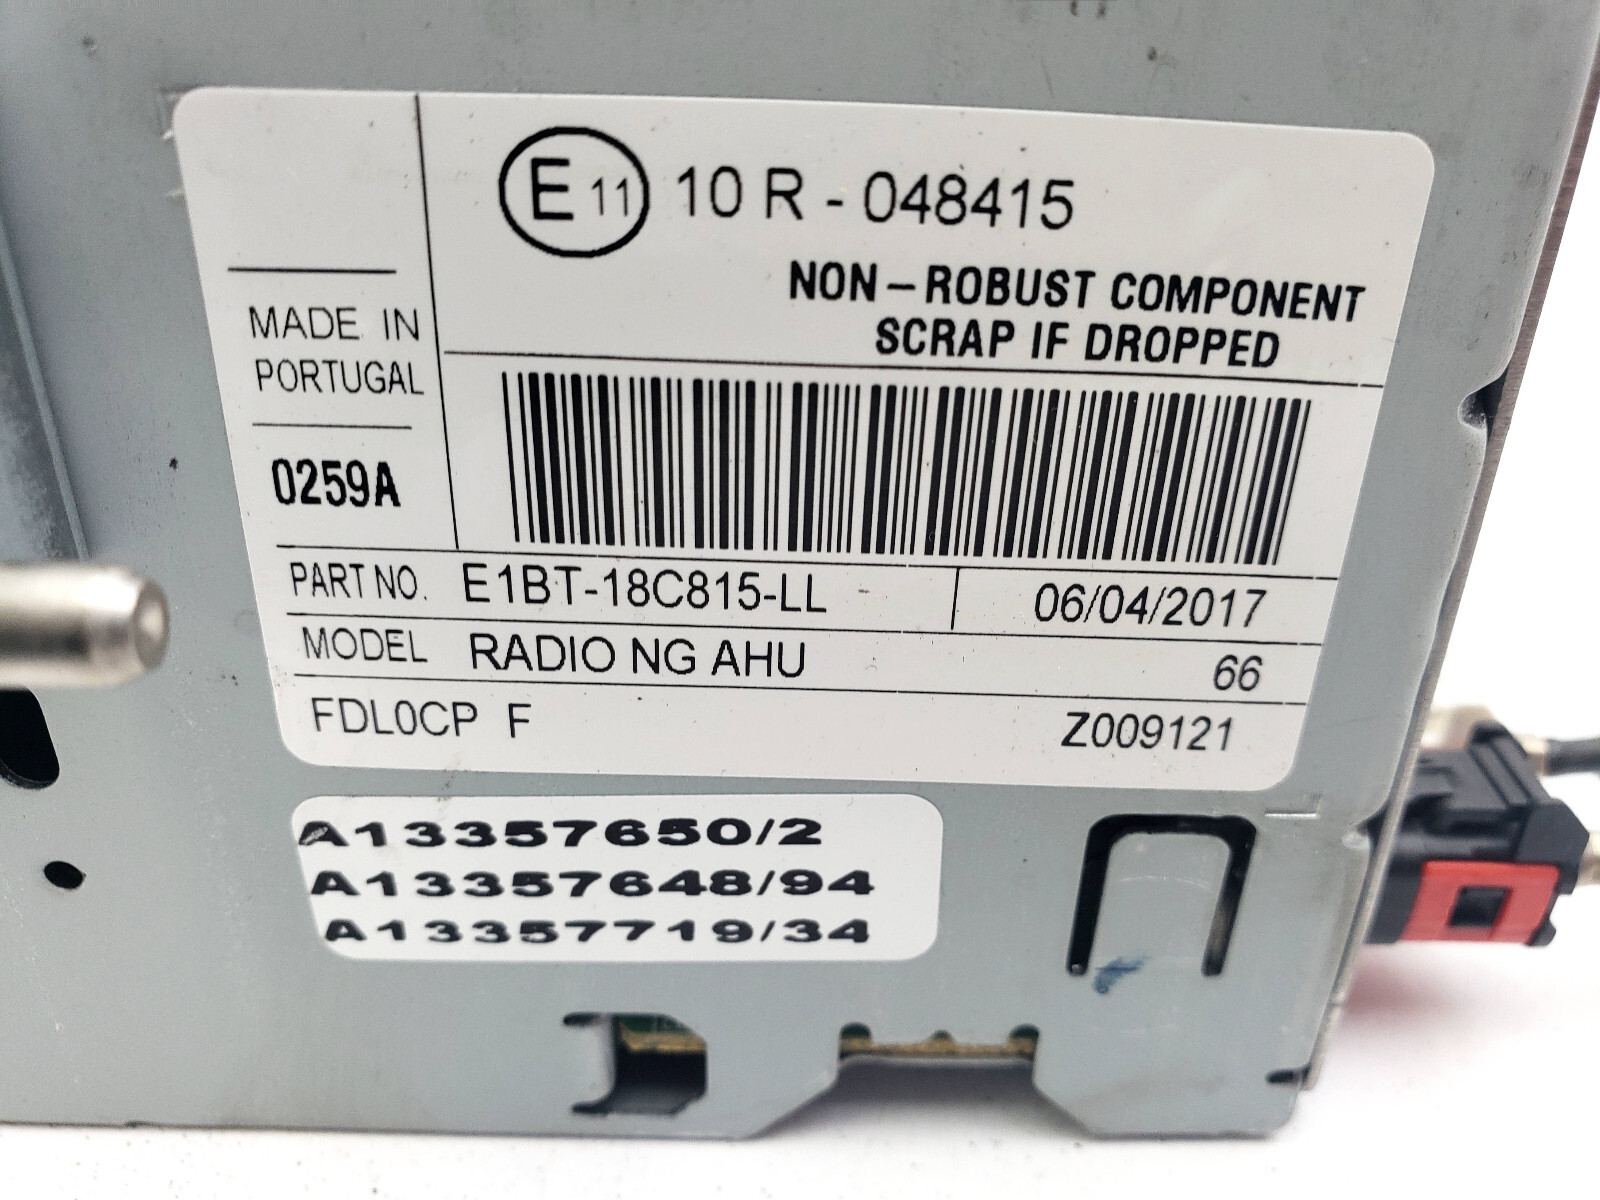 E 11 10 R - 048415
NON-ROBUST COMPONENT
SCRAP IF DROPPED
MADE IN
PORTUGAL
0259A
PART NO. E1BT-18C815-LL 06/04/2017
MODEL RADIO NG AHU 66
FDL0CP F Z009121
A13357650/2
A13357648/94
A13357719/34